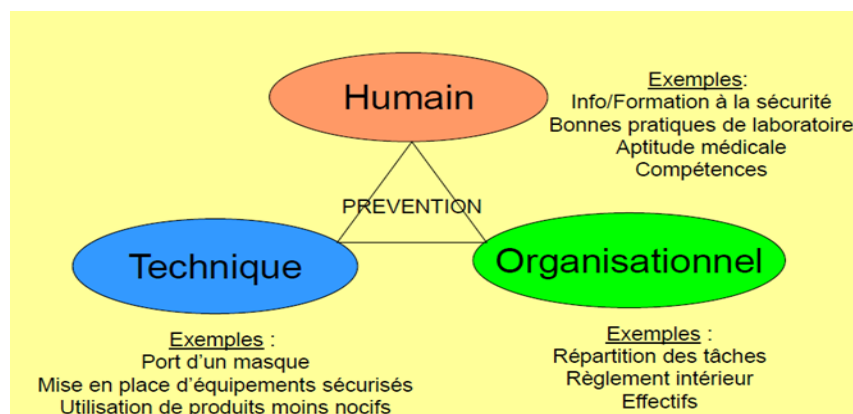 Humain
Exemples:
Info/Formation à la sécurité
Bonnes pratiques de laboratoire
Aptitude médicale
Compétences
PREVENTION
Technique
Organisationnel
Exemples :
Port d'un masque
Mise en place d'équipements sécurisés
Utilisation de produits moins nocifs
Exemples :
Répartition des tâches
Règlement intérieur
Effectifs